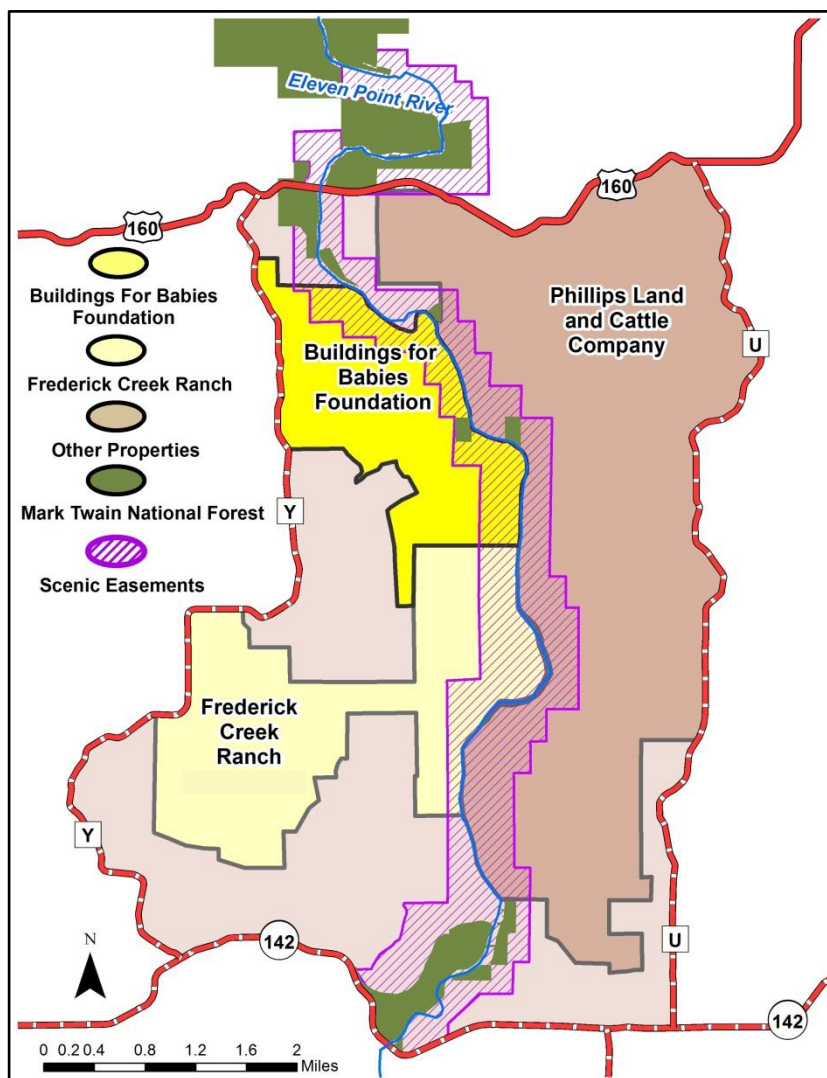 Eleven Point River
160
160
Buildings For Babies
Foundation
Frederick Creek Ranch
Other Properties
Mark Twain National Forest
Scenic Easements
Buildings for
Babies
Foundation
Phillips Land
and Cattle
Company
U
Y
Frederick
Creek
Ranch
Y
142
U
142
N
0 0.2 0.4 0.8 1.2 1.6 2
Miles